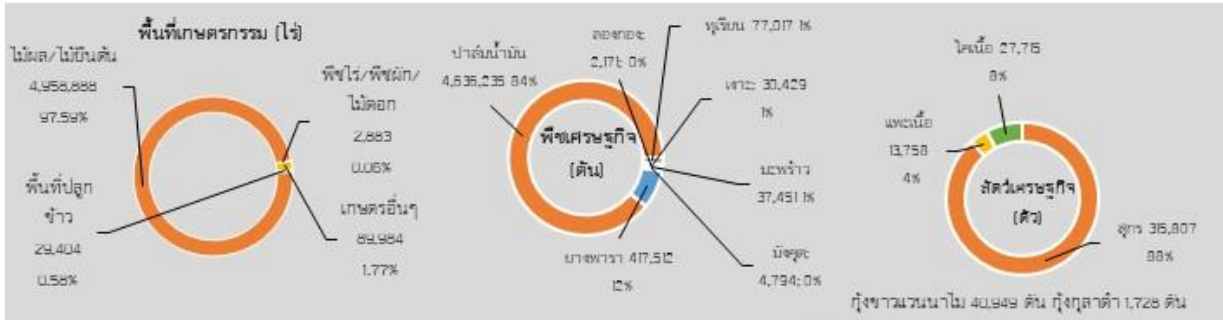 พื้นที่เกษตรกรรม (ไร่)
ไม้ผล/ไม้ยืนต้น
4,958,888
97.59%
พืชไร่/พืชผัก/
ไม้ดอก
2,883
0.06%
พื้นที่ปลูก
ข้าว
29,404
0.58%
เกษตรอื่นๆ
89,984
1.77%
ปาล์มน้ำมัน
4,636,235 84%
ลองกอง:
2,171; 0%
ทุเรียน 77,017 1%
เงาะ; 30,429
1%
พืชเศรษฐกิจ
(ตัน)
มะพร้าว
37,451 1%
ยางพารา 417,512
12%
มังคุด;
4,794; 0%
โคเนื้อ 27,715
8%
แพะเนื้อ
13,758
4%
สัตว์เศรษฐกิจ
(ตัว)
สุกร 315,807
88%
กุ้งขาวแวนนาไม 40,949 ตัน กุ้งกุลาดำ 1,728 ตัน